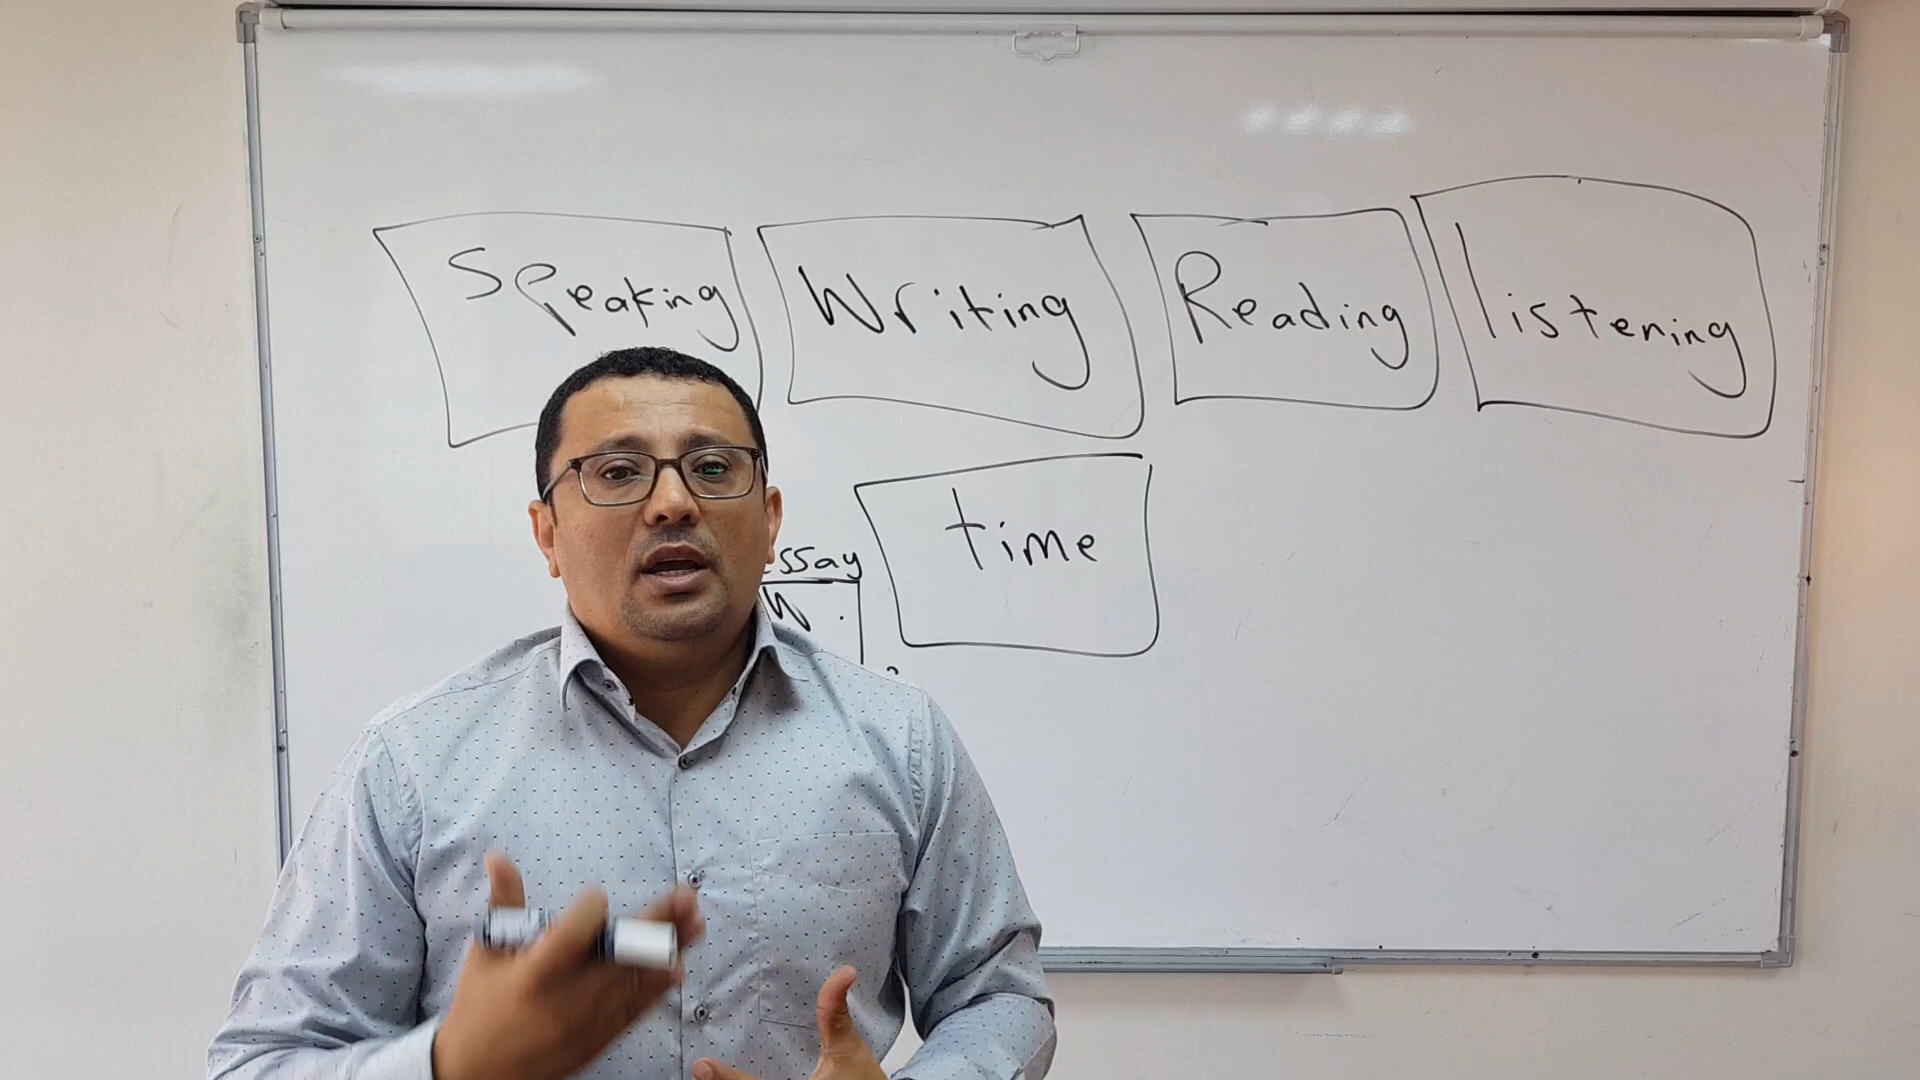 Speaking
Writing
Reading
listening
time
ssay
W